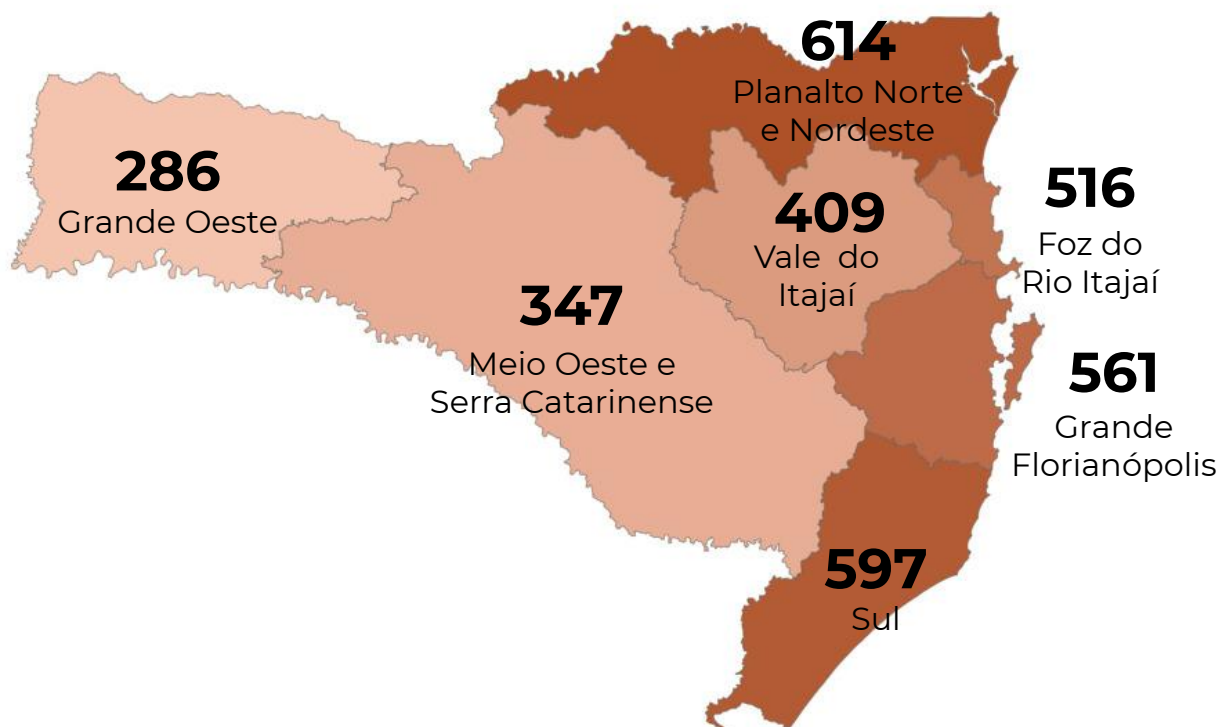 614
Planalto Norte
e Nordeste
286
Grande Oeste
409
Vale do
Itajaí
516
Foz do
Rio Itajaí
347
Meio Oeste e
Serra Catarinense
561
Grande
Florianópolis
597
Sul